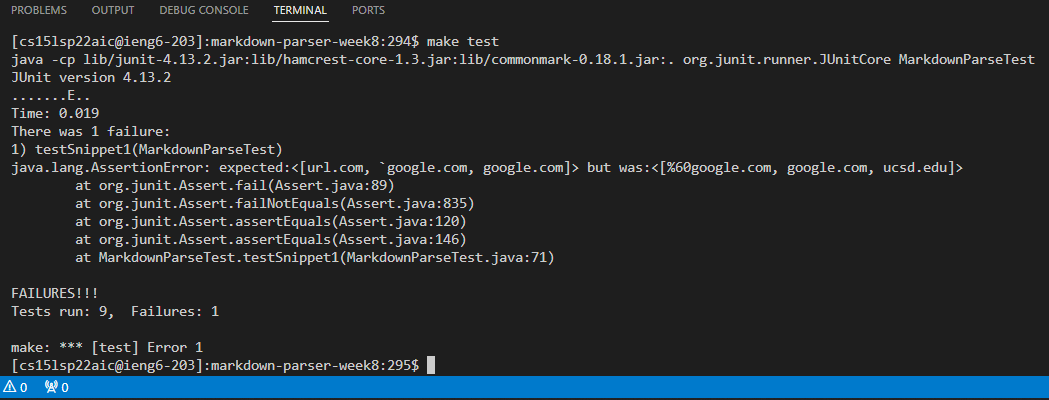 PROBLEMS OUTPUT DEBUG CONSOLE TERMINAL PORTS
[cs15lsp22aic@ieng6-203]:markdown-parser-week8:294$ make test
java -cp lib/junit-4.13.2.jar:lib/hamcrest-core-1.3.jar:lib/commonmark-0.18.1.jar:. org.junit.runner.JUnitCore MarkdownParseTest
JUnit version 4.13.2
.......E..
Time: 0.019
There was 1 failure:
1) testSnippet1(MarkdownParseTest)
java.lang.AssertionError: expected:<[url.com, `google.com, google.com]> but was:<[%60google.com, google.com, ucsd.edu]>
        at org.junit.Assert.fail(Assert.java:89)
        at org.junit.Assert.failNotEquals(Assert.java:835)
        at org.junit.Assert.assertEquals(Assert.java:120)
        at org.junit.Assert.assertEquals(Assert.java:146)
        at MarkdownParseTest.testSnippet1(MarkdownParseTest.java:71)
FAILURES!!!
Tests run: 9,  Failures: 1
make: *** [test] Error 1
[cs15lsp22aic@ieng6-203]:markdown-parser-week8:295$
0 0